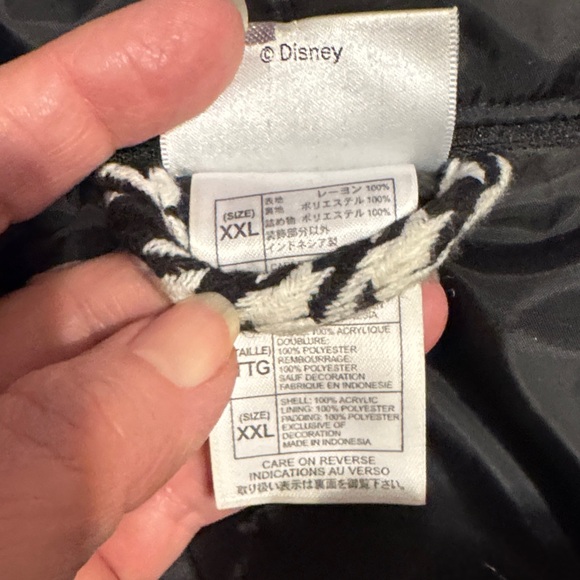 © Disney
(SIZE)
XXL
表地 レーヨン 100%
裏地 ポリエステル 100%
詰め物 ポリエステル 100%
装飾部分以外
インドネシア製
100% ACRYLIQUE
DOUBLURE:
100% POLYESTER
REMBOURRAGE:
100% POLYESTER
SAUF DECORATION
FABRIQUE EN INDONESIE
(SIZE)
XXL
SHELL: 100% ACRYLIC
LINING: 100% POLYESTER
PADDING: 100% POLYESTER
EXCLUSIVE OF
DECORATION
MADE IN INDONESIA
CARE ON REVERSE
INDICATIONS AU VERSO
取り扱い表示は裏面を御覧下さい。